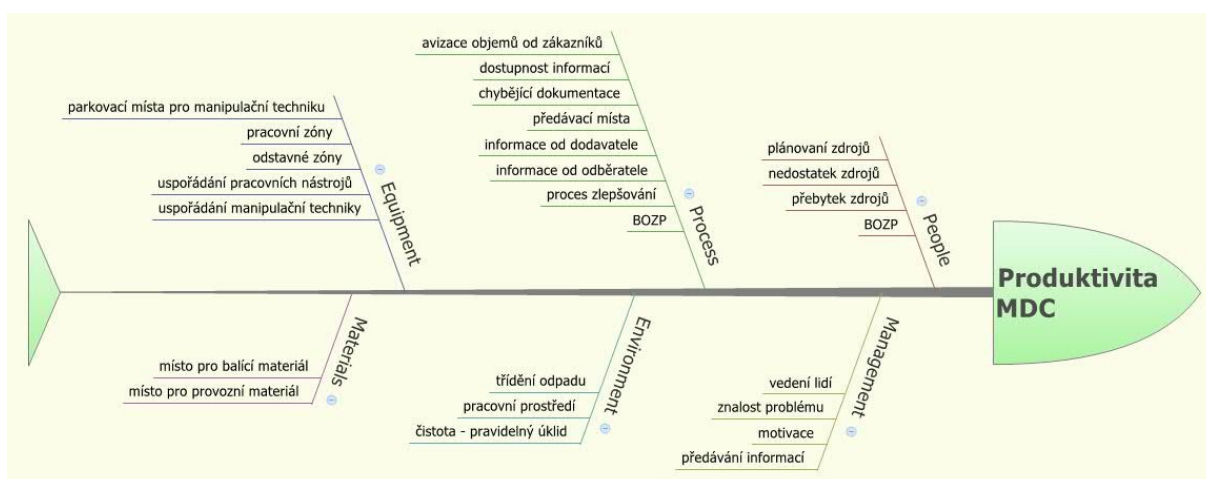 avizace objemů od zákazníků
dostupnost informací
chybějící dokumentace
předávací místa
informace od dodavatele
informace od odběratele
proces zlepšování
BOZP
Process
parkovací místa pro manipulační techniku
pracovní zóny
odstavné zóny
uspořádání pracovních nástrojů
uspořádání manipulační techniky
Equipment
plánovaní zdrojů
nedostatek zdrojů
přebytek zdrojů
BOZP
People
Produktivita
MDC
Materials
místo pro balící materiál
místo pro provozní materiál
Environment
třídění odpadu
pracovní prostředí
čistota - pravidelný úklid
Management
vedení lidí
znalost problému
motivace
předávání informací